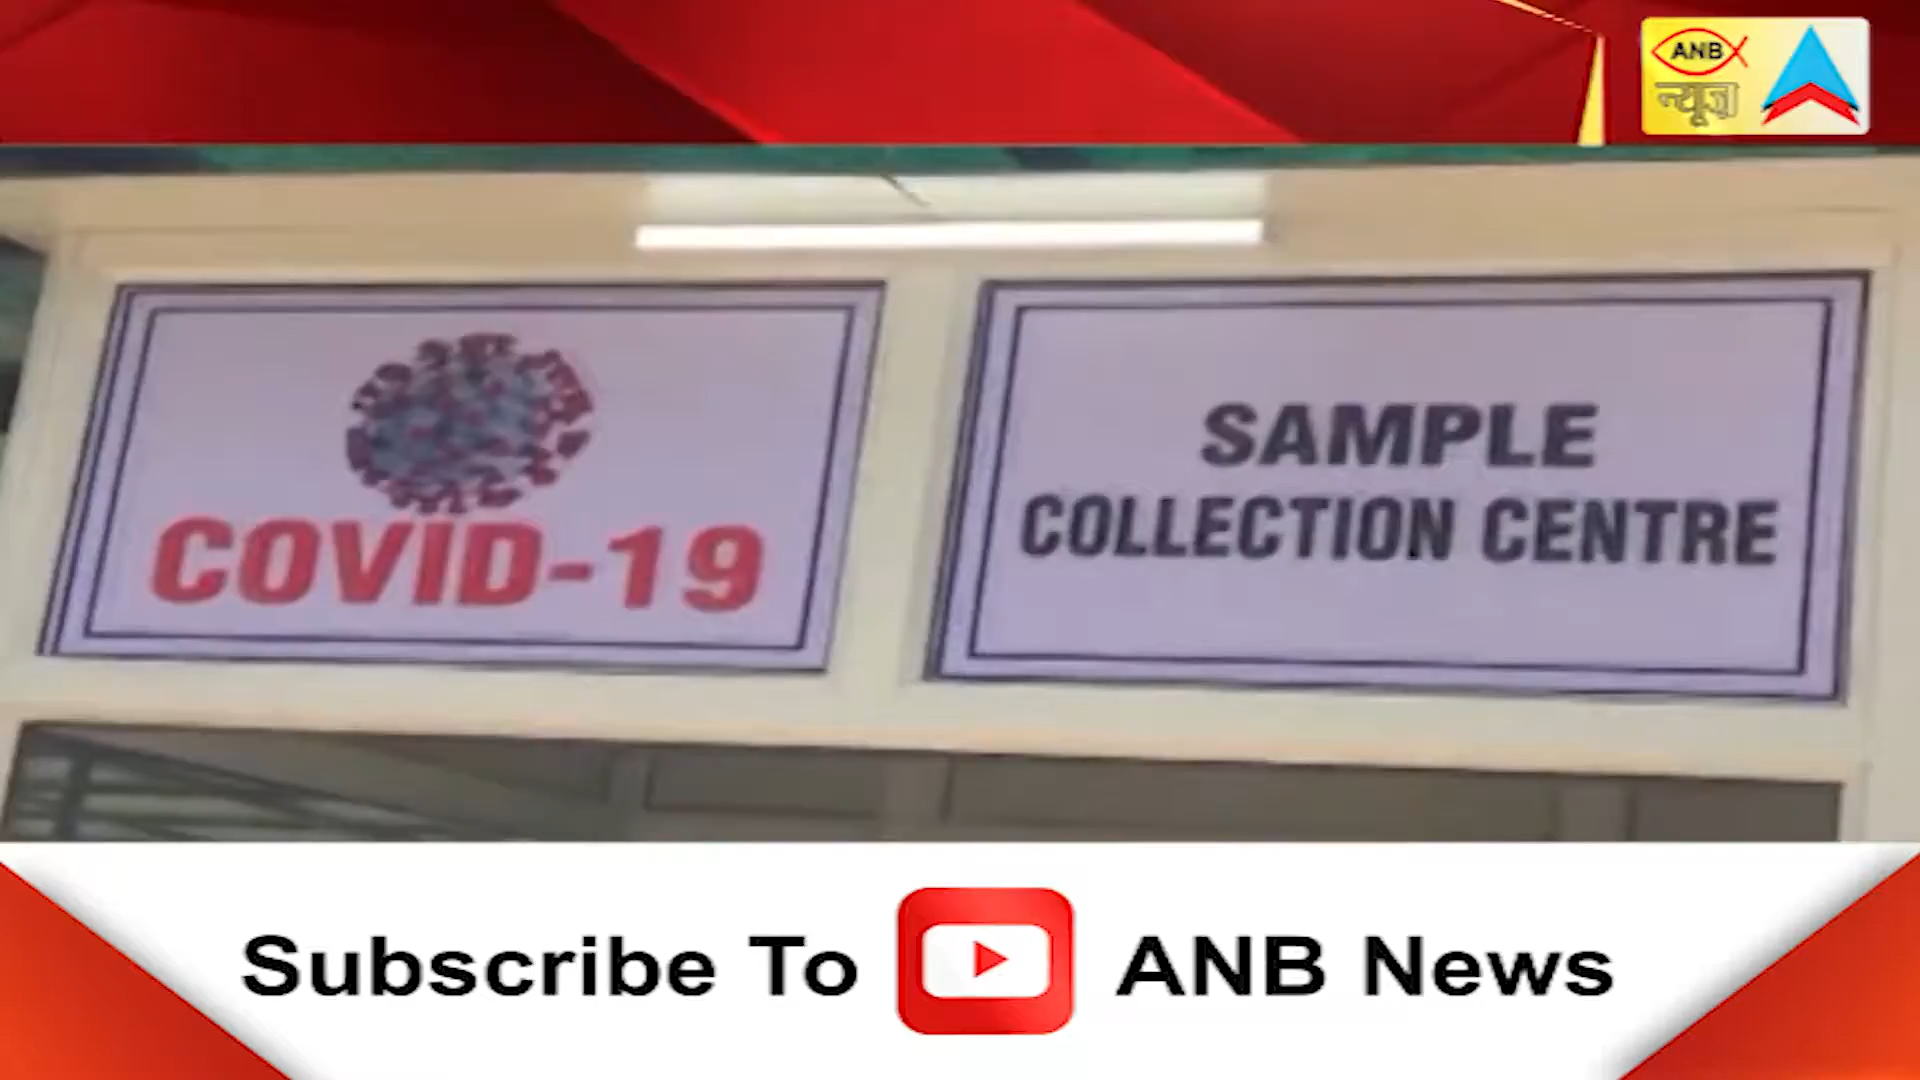 ANB
न्यूज़
COVID-19
SAMPLE
COLLECTION CENTRE
Subscribe To ANB News